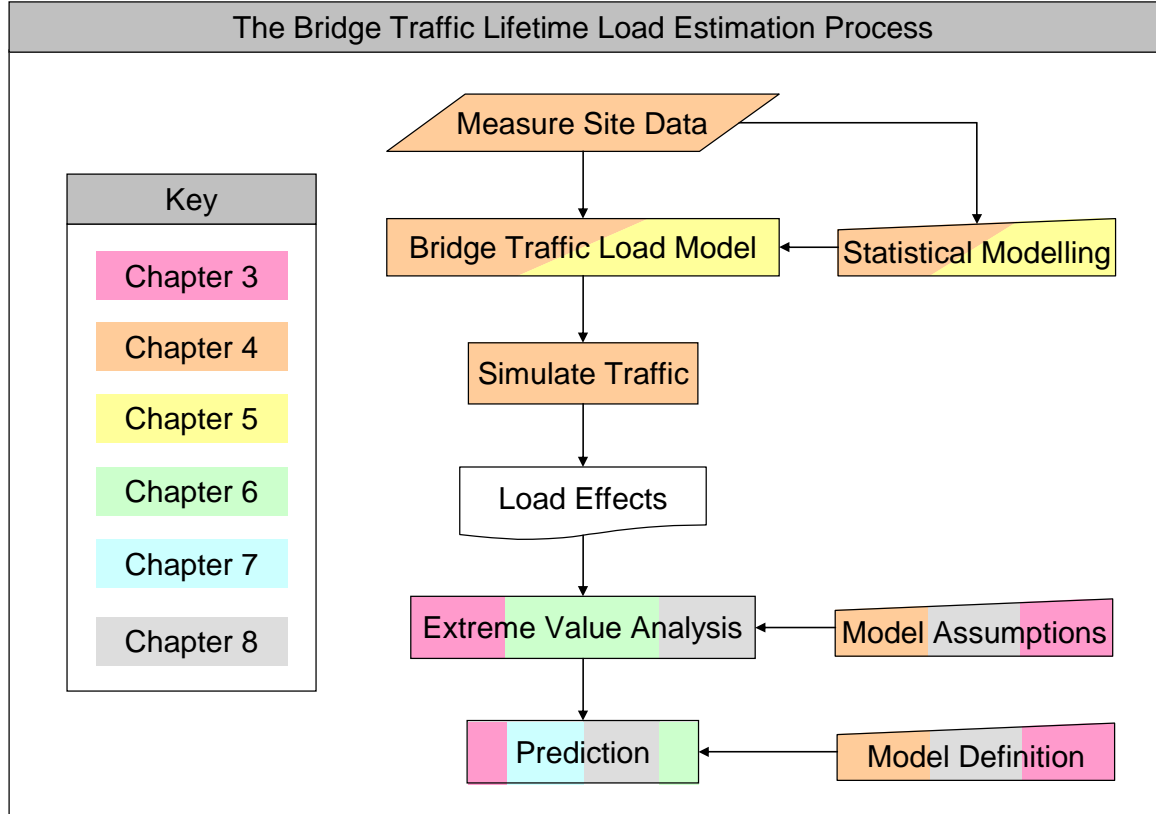 The Bridge Traffic Lifetime Load Estimation Process
Key
Chapter 3
Chapter 4
Chapter 5
Chapter 6
Chapter 7
Chapter 8
Measure Site Data
Bridge Traffic Load Model
Statistical Modelling
Simulate Traffic
Load Effects
Extreme Value Analysis
Model Assumptions
Prediction
Model Definition